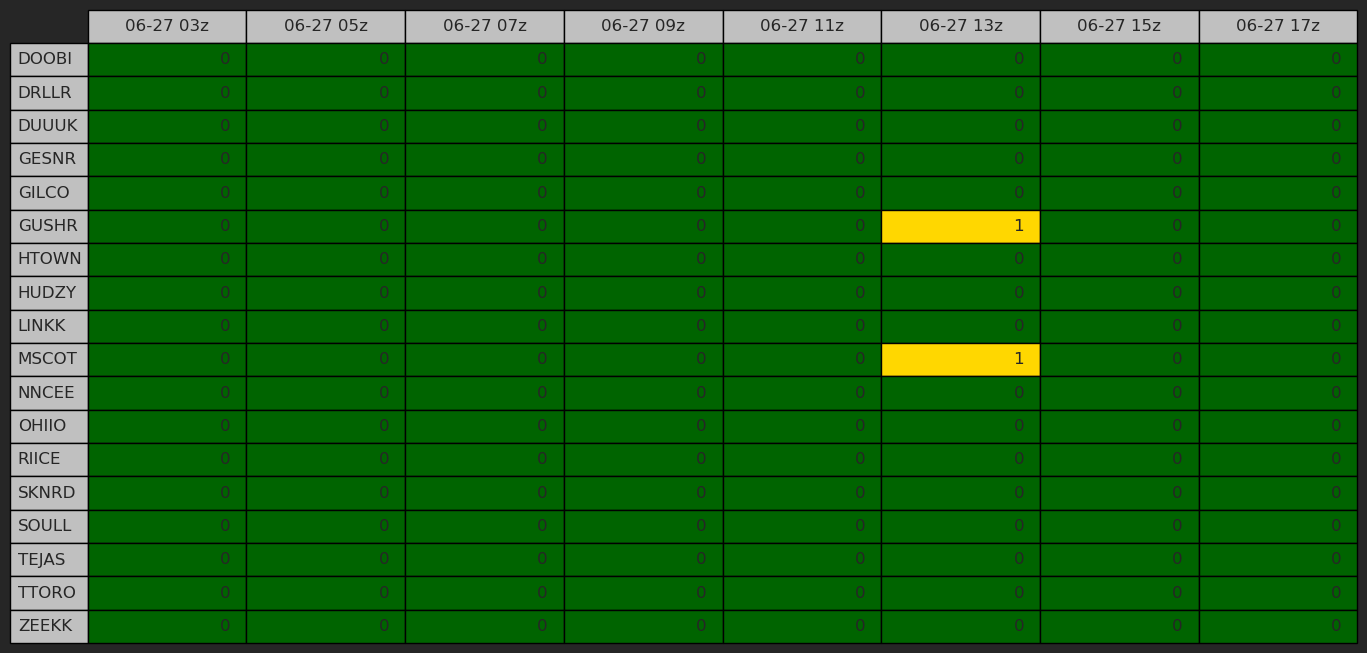 06-27 03z 06-27 05z 06-27 07z 06-27 09z 06-27 11z 06-27 13z 06-27 15z 06-27 17z
DOOBI 0 0 0 0 0 0 0 0
DRLLR 0 0 0 0 0 0 0 0
DUUUK 0 0 0 0 0 0 0 0
GESNR 0 0 0 0 0 0 0 0
GILCO 0 0 0 0 0 0 0 0
GUSHR 0 0 0 0 0 1 0 0
HTOWN 0 0 0 0 0 0 0 0
HUDZY 0 0 0 0 0 0 0 0
LINKK 0 0 0 0 0 0 0 0
MSCOT 0 0 0 0 0 1 0 0
NNCEE 0 0 0 0 0 0 0 0
OHIIO 0 0 0 0 0 0 0 0
RIICE 0 0 0 0 0 0 0 0
SKNRD 0 0 0 0 0 0 0 0
SOULL 0 0 0 0 0 0 0 0
TEJAS 0 0 0 0 0 0 0 0
TTORO 0 0 0 0 0 0 0 0
ZEEKK 0 0 0 0 0 0 0 0